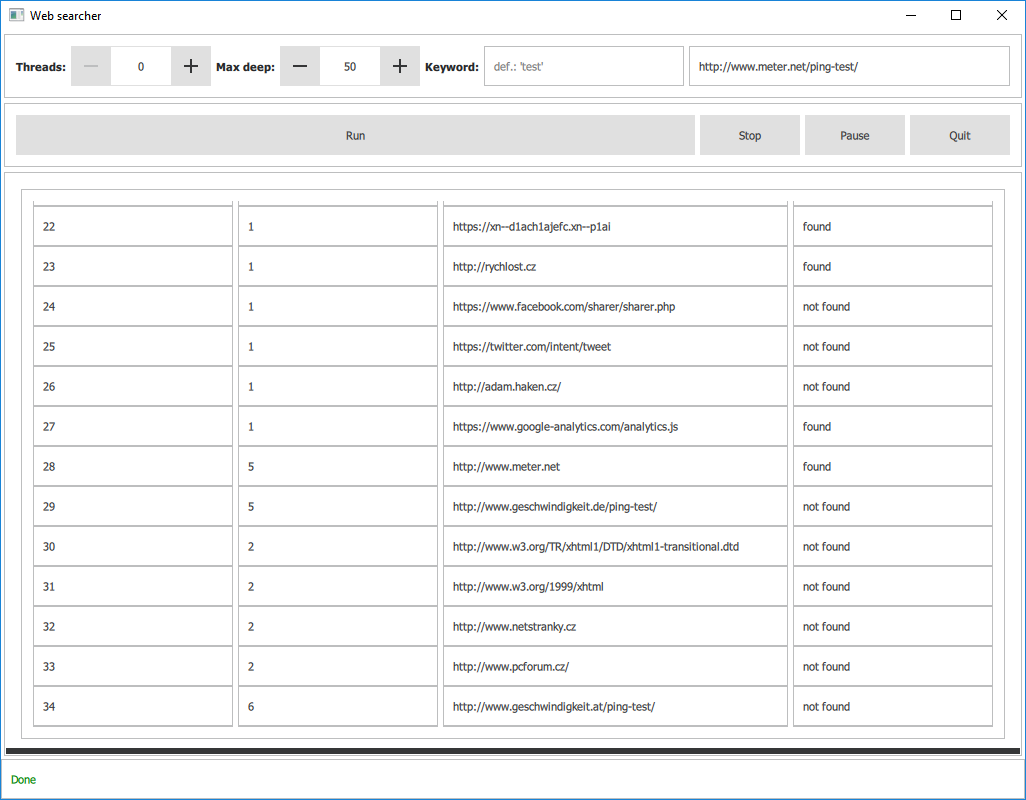 Web searcher
Threads: 0 Max deep: 50 Keyword: def.: 'test' http://www.meter.net/ping-test/
Run Stop Pause Quit
22 1 https://xn--d1ach1ajefc.xn--p1ai found
23 1 http://rychlost.cz found
24 1 https://www.facebook.com/sharer/sharer.php not found
25 1 https://twitter.com/intent/tweet not found
26 1 http://adam.haken.cz/ not found
27 1 https://www.google-analytics.com/analytics.js found
28 5 http://www.meter.net found
29 5 http://www.geschwindigkeit.de/ping-test/ not found
30 2 http://www.w3.org/TR/xhtml1/DTD/xhtml1-transitional.dtd not found
31 2 http://www.w3.org/1999/xhtml not found
32 2 http://www.netstranky.cz not found
33 2 http://www.pcforum.cz/ not found
34 6 http://www.geschwindigkeit.at/ping-test/ not found
Done